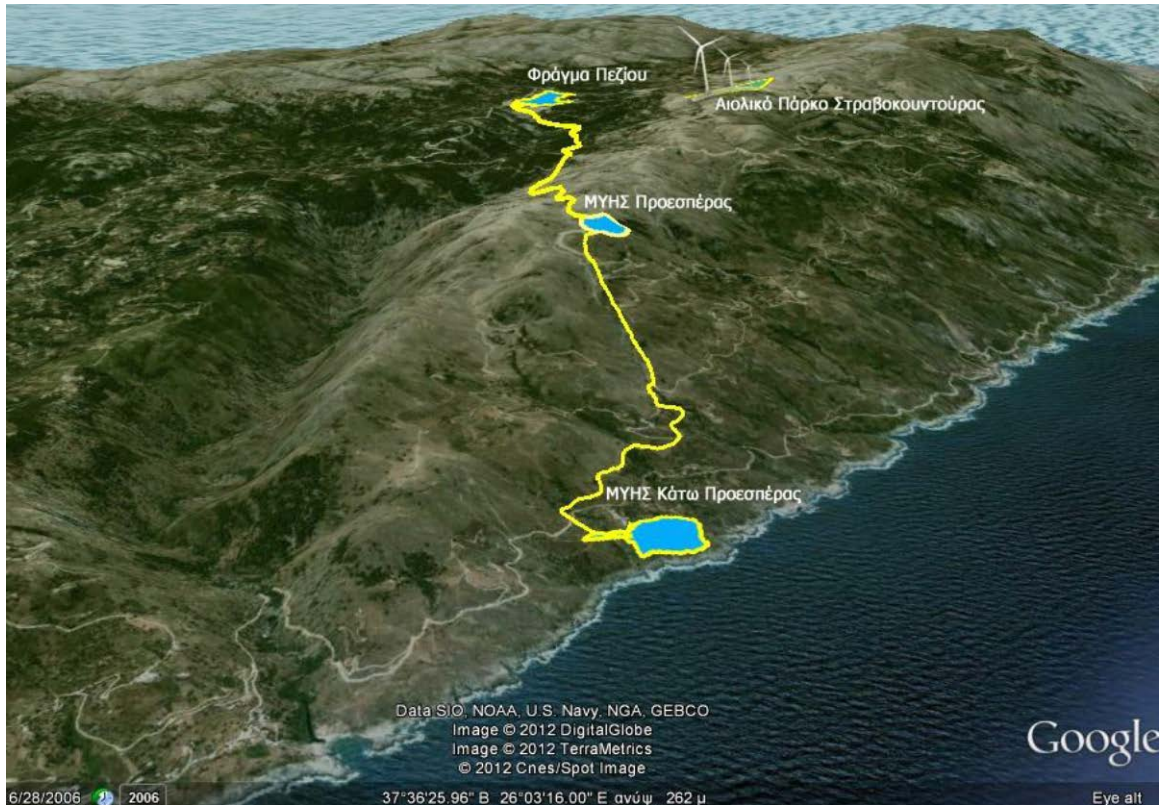 Φράγμα Πεζίου
Αιολικό Πάρκο Στραβοκουντούρας
ΜΥΗΣ Προεσπέρας
ΜΥΗΣ Κάτω Προεσπέρας
Data SIO, NOAA, U.S. Navy, NGA, GEBCO
Image © 2012 DigitalGlobe
Image © 2012 TerraMetrics
© 2012 Cnes/Spot Image
Google
6/28/2006 2006 37°36'25.96" Β 26°03'16.00" Ε ανύψ 262 μ Eye alt